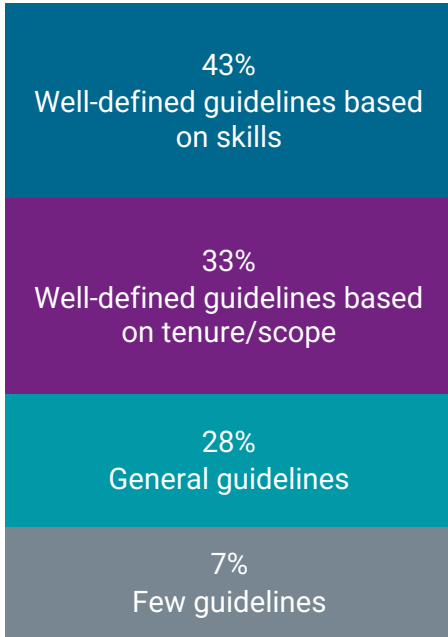 43%
Well-defined guidelines based
on skills
33%
Well-defined guidelines based
on tenure/scope
28%
General guidelines
7%
Few guidelines